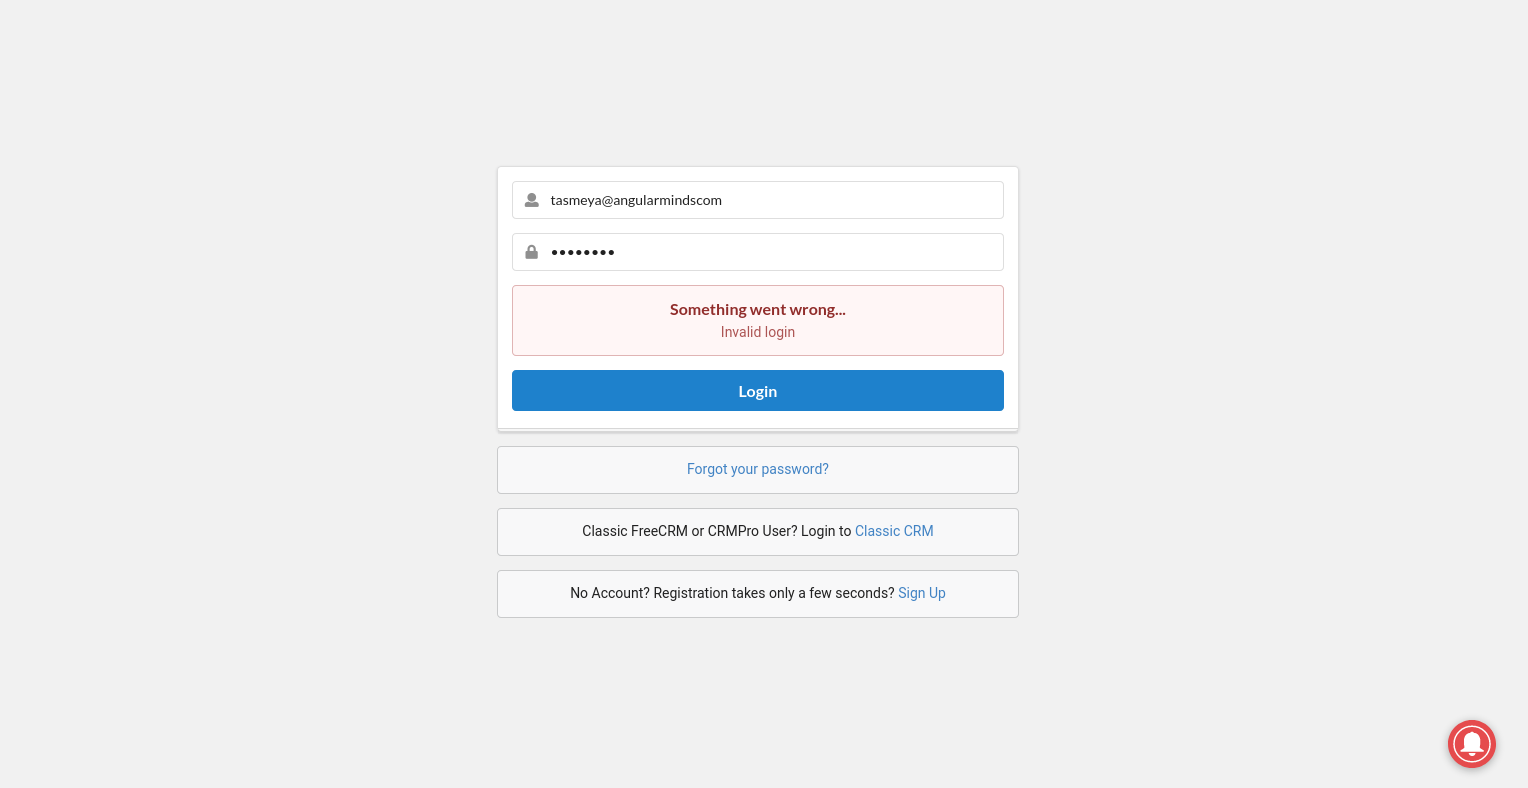 tasmeya@angularmindscom
••••••••
Something went wrong...
Invalid login
Login
Forgot your password?
Classic FreeCRM or CRMPro User? Login to Classic CRM
No Account? Registration takes only a few seconds? Sign Up